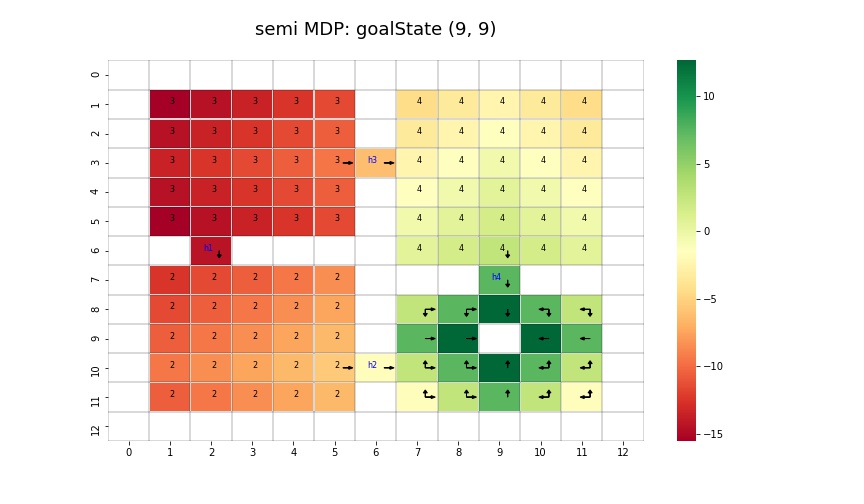 semi MDP: goalState (9, 9)
0
1 3 3 3 3 3 4 4 4 4 4
2 3 3 3 3 3 4 4 4 4 4
3 3 3 3 3 3 h3 4 4 4 4 4
4 3 3 3 3 3 4 4 4 4 4
5 3 3 3 3 3 4 4 4 4 4
6 h1 4 4 4 4 4
7 2 2 2 2 2 h4
8 2 2 2 2 2
9 2 2 2 2 2
10 2 2 2 2 2 h2
11 2 2 2 2 2
12
0 1 2 3 4 5 6 7 8 9 10 11 12
10
5
0
−5
−10
−15